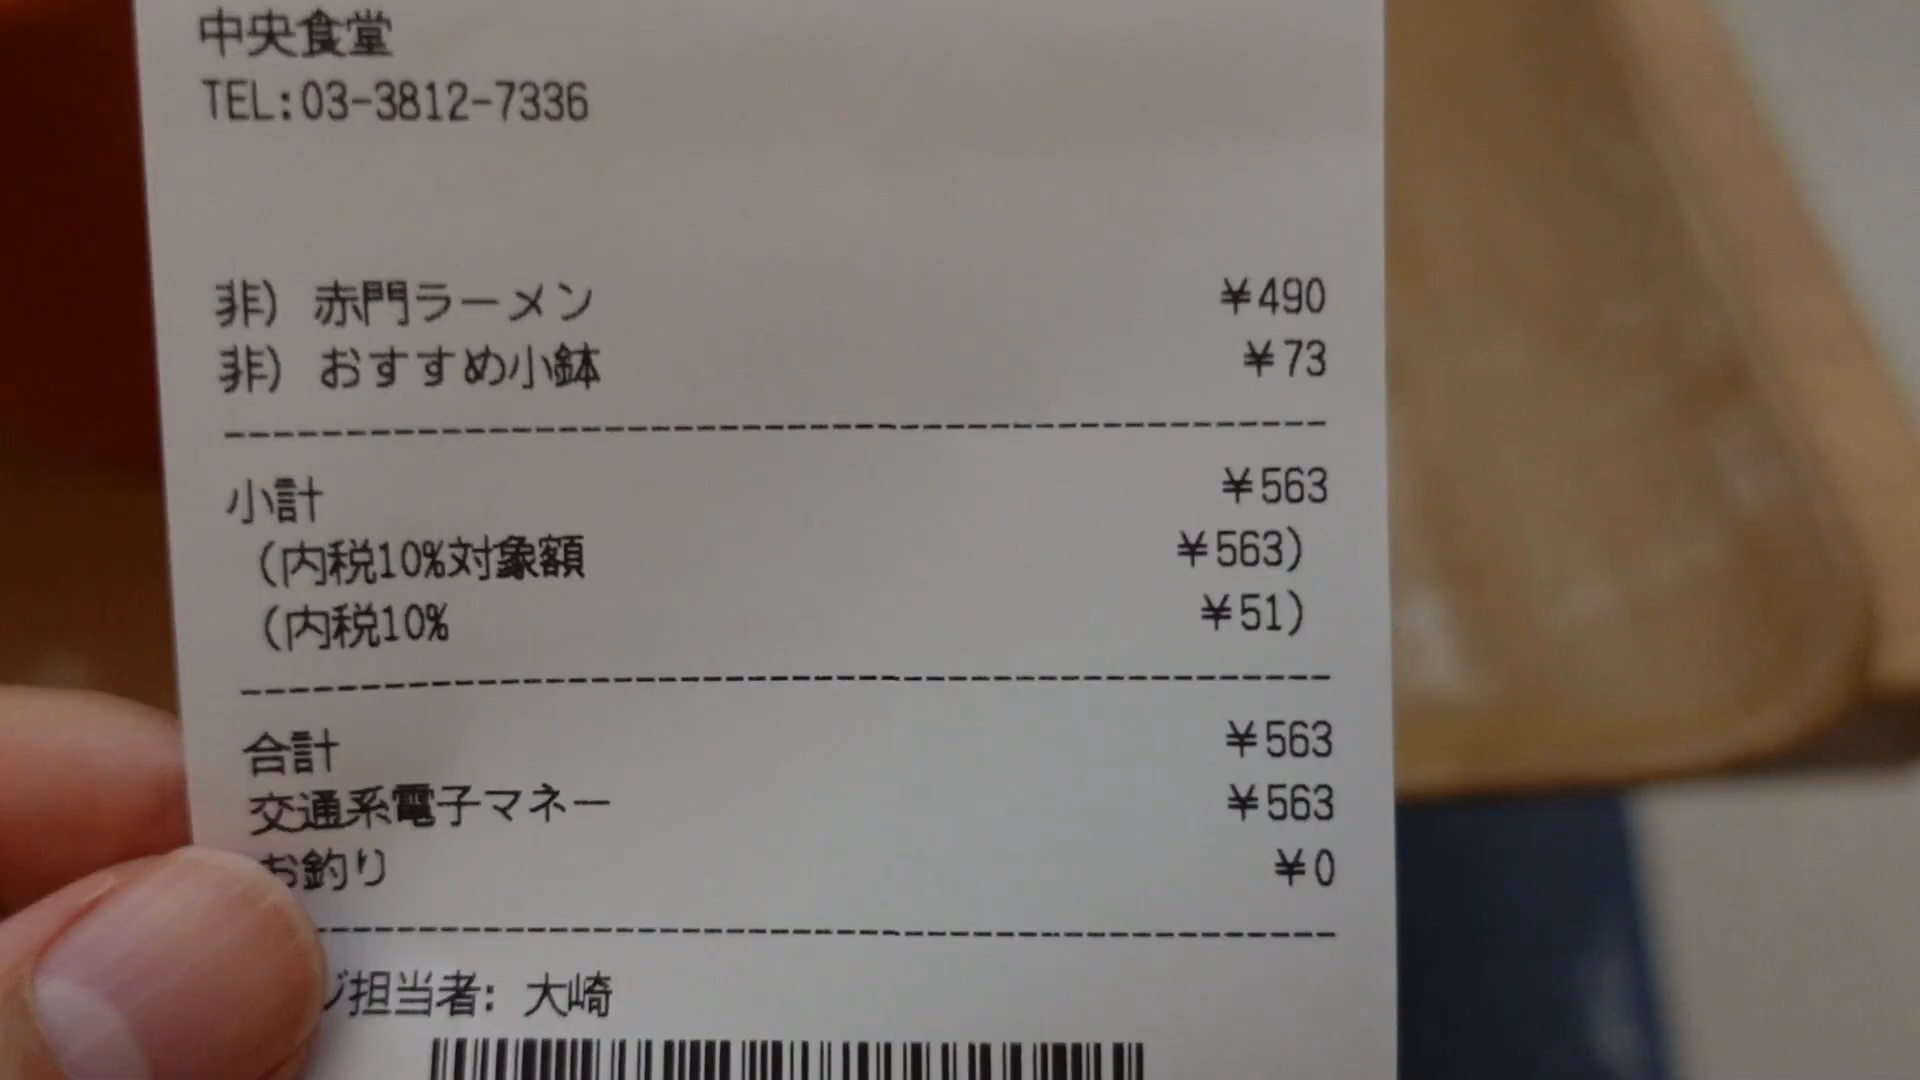 中央食堂
TEL:03-3812-7336
非) 赤門ラーメン ¥490
非) おすすめ小鉢 ¥73
小計 ¥563
(内税10%対象額 ¥563)
(内税10% ¥51)
合計 ¥563
交通系電子マネー ¥563
お釣り ¥0
ジ担当者: 大崎